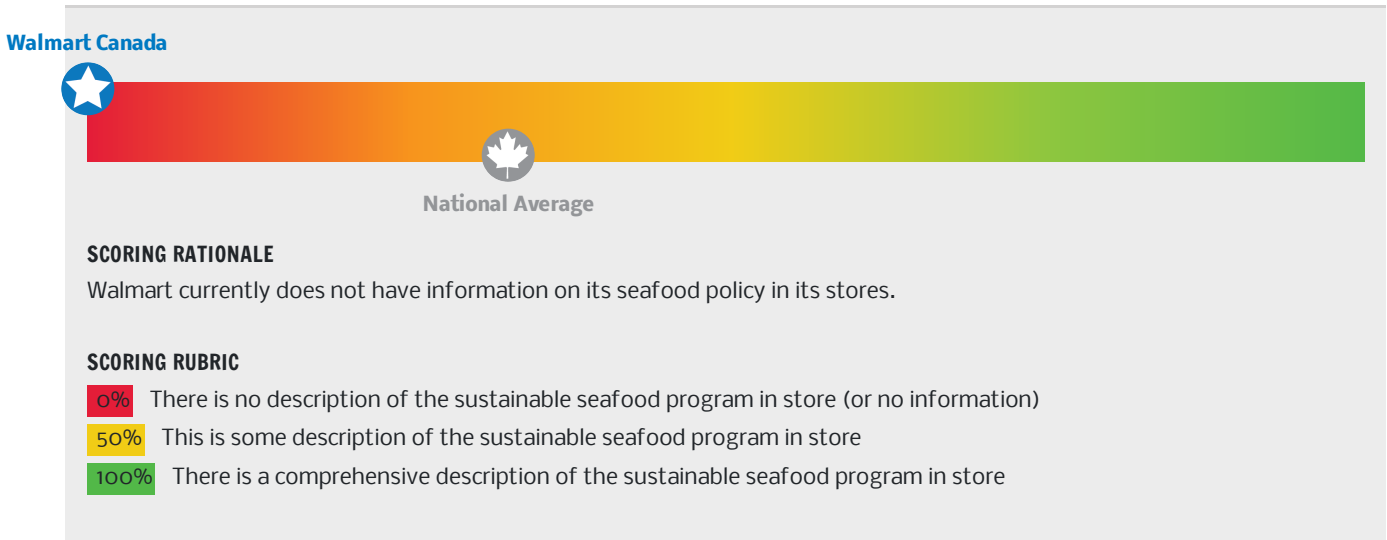 Walmart Canada
National Average
SCORING RATIONALE
Walmart currently does not have information on its seafood policy in its stores.
SCORING RUBRIC
0% There is no description of the sustainable seafood program in store (or no information)
50% This is some description of the sustainable seafood program in store
100% There is a comprehensive description of the sustainable seafood program in store